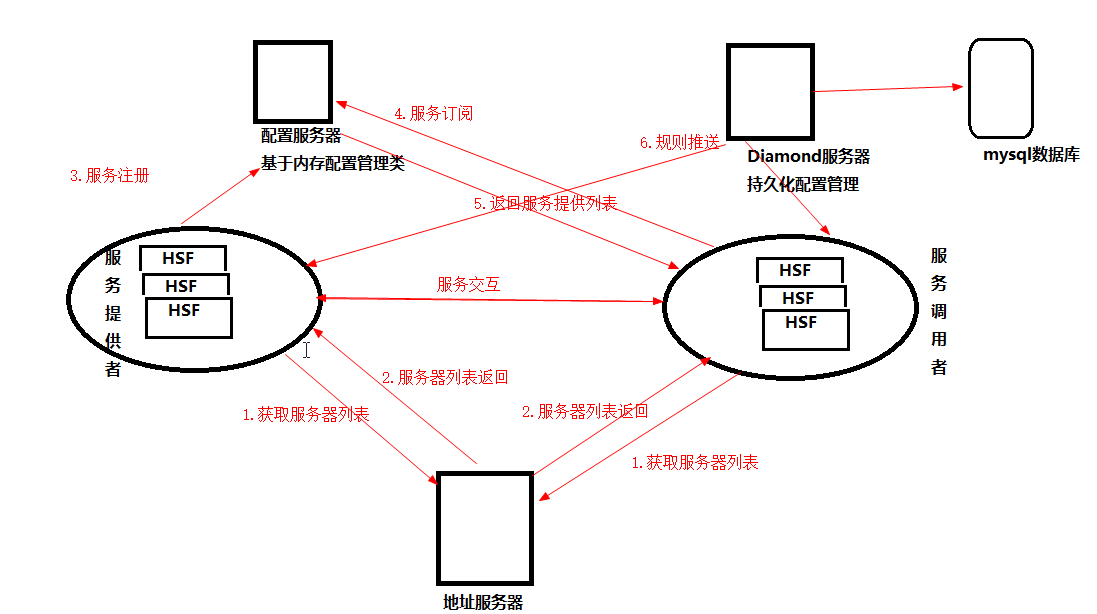 4.服务订阅
配置服务器
基于内存配置管理类
6.规则推送
Diamond服务器
持久化配置管理
mysql数据库
3.服务注册
5.返回服务提供列表
服务提供者
HSF
HSF
HSF
服务交互
HSF
HSF
HSF
服务调用者
2.服务器列表返回
1.获取服务器列表
2.服务器列表返回
1.获取服务器列表
地址服务器